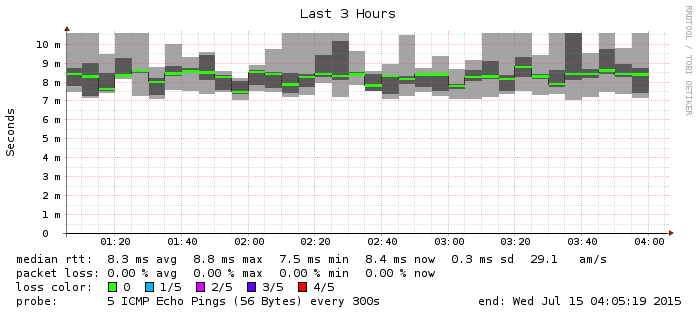 Last 3 Hours
RRDTOOL / TOBI OETIKER
Seconds
10 m
9 m
8 m
7 m
6 m
5 m
4 m
3 m
2 m
1 m
0
01:20 01:40 02:00 02:20 02:40 03:00 03:20 03:40 04:00
median rtt: 8.3 ms avg 8.8 ms max 7.5 ms min 8.4 ms now 0.3 ms sd 29.1 am/s
packet loss: 0.00 % avg 0.00 % max 0.00 % min 0.00 % now
loss color: 0 1/5 2/5 3/5 4/5
probe: 5 ICMP Echo Pings (56 Bytes) every 300s end: Wed Jul 15 04:05:19 2015